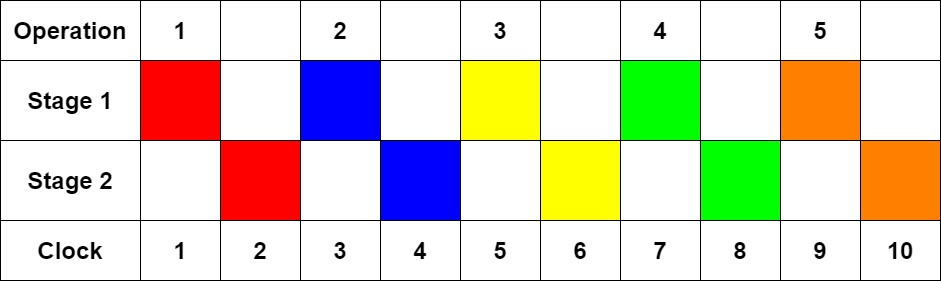 Operation 1 2 3 4 5
Stage 1
Stage 2
Clock 1 2 3 4 5 6 7 8 9 10